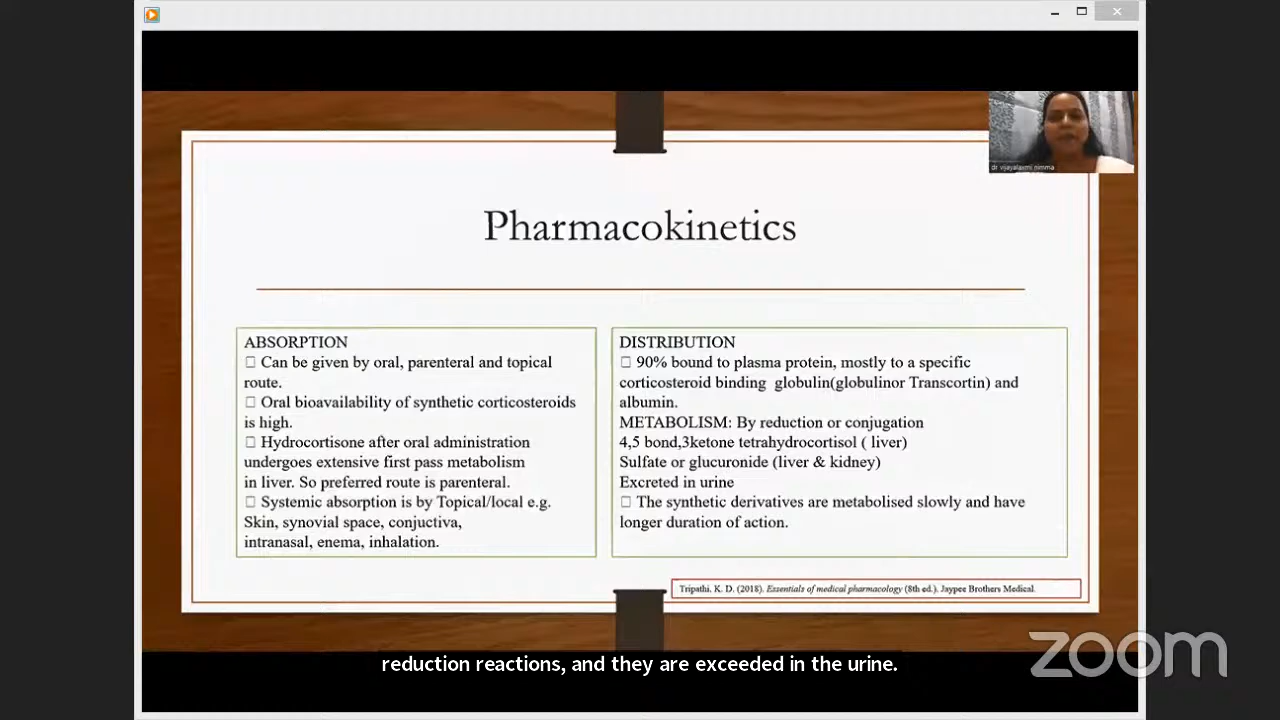 dr vijayalaxmi nimma
Pharmacokinetics
ABSORPTION
□ Can be given by oral, parenteral and topical
route.
□ Oral bioavailability of synthetic corticosteroids
is high.
□ Hydrocortisone after oral administration
undergoes extensive first pass metabolism
in liver. So preferred route is parenteral.
□ Systemic absorption is by Topical/local e.g.
Skin, synovial space, conjuctiva,
intranasal, enema, inhalation.
DISTRIBUTION
□ 90% bound to plasma protein, mostly to a specific
corticosteroid binding globulin(globulinor Transcortin) and
albumin.
METABOLISM: By reduction or conjugation
4,5 bond,3ketone tetrahydrocortisol ( liver)
Sulfate or glucuronide (liver & kidney)
Excreted in urine
□ The synthetic derivatives are metabolised slowly and have
longer duration of action.
Tripathi. K. D. (2018). Essentials of medical pharmacology (8th ed.). Jaypee Brothers Medical.
reduction reactions, and they are exceeded in the urine.
zoom